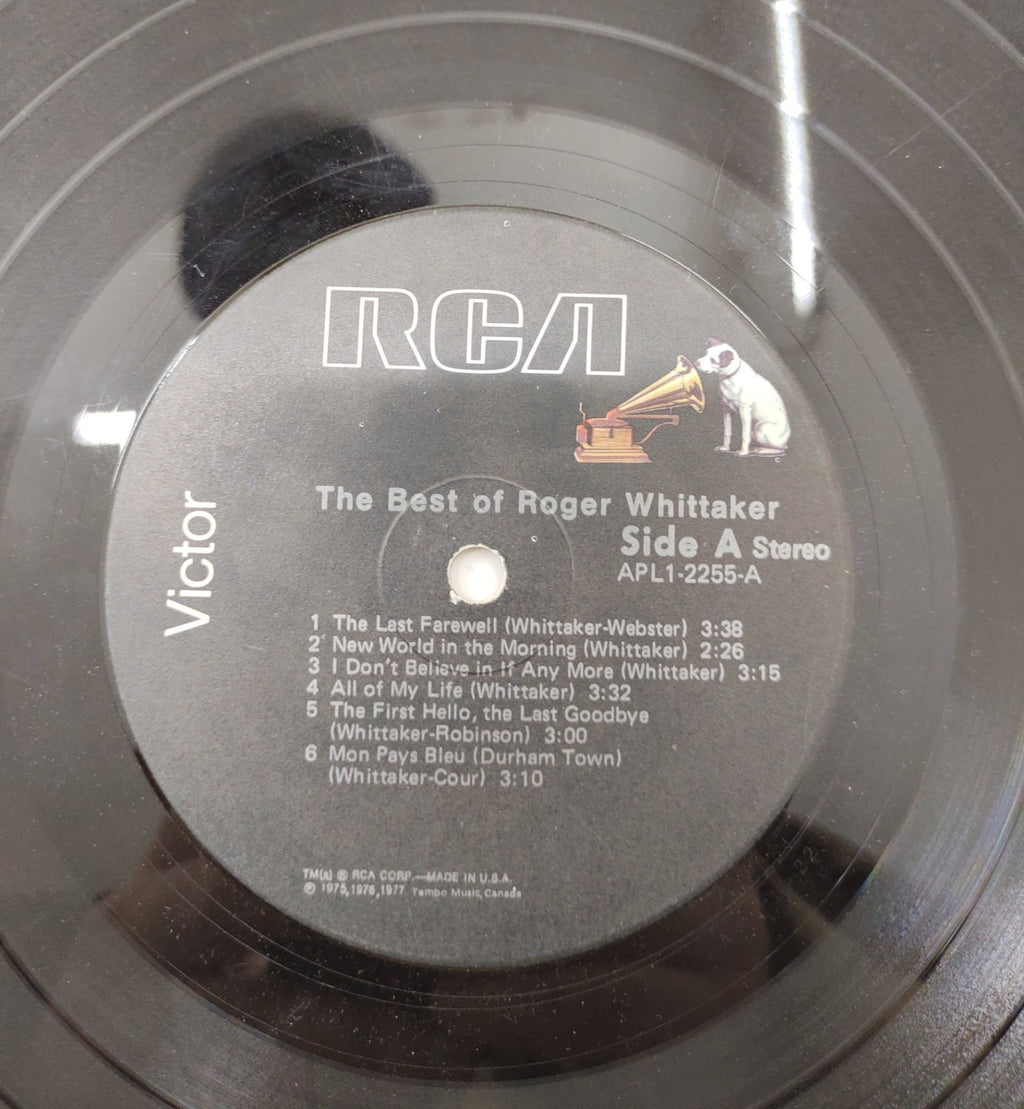 RCA
Victor
The Best of Roger Whittaker
Side A Stereo
APL1-2255-A
1 The Last Farewell (Whittaker-Webster) 3:38
2 New World in the Morning (Whittaker) 2:26
3 I Don't Believe in If Any More (Whittaker) 3:15
4 All of My Life (Whittaker) 3:32
5 The First Hello, the Last Goodbye
(Whittaker-Robinson) 3:00
6 Mon Pays Bleu (Durham Town)
(Whittaker-Cour) 3:10
TM(s) ® RCA CORP.—MADE IN U.S.A.
℗ 1975,1976,1977 Tembo Music, Canada